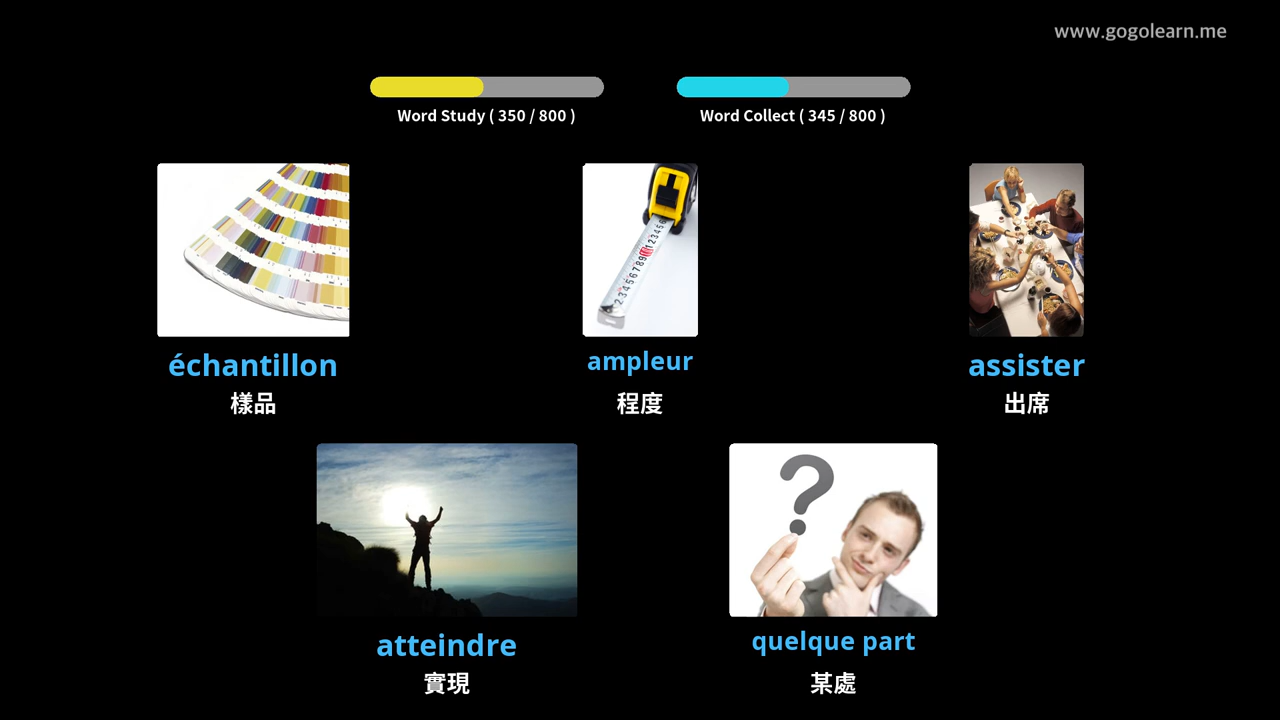 www.gogolearn.me
Word Study ( 350 / 800 )
Word Collect ( 345 / 800 )
échantillon
樣品
ampleur
程度
assister
出席
atteindre
實現
quelque part
某處